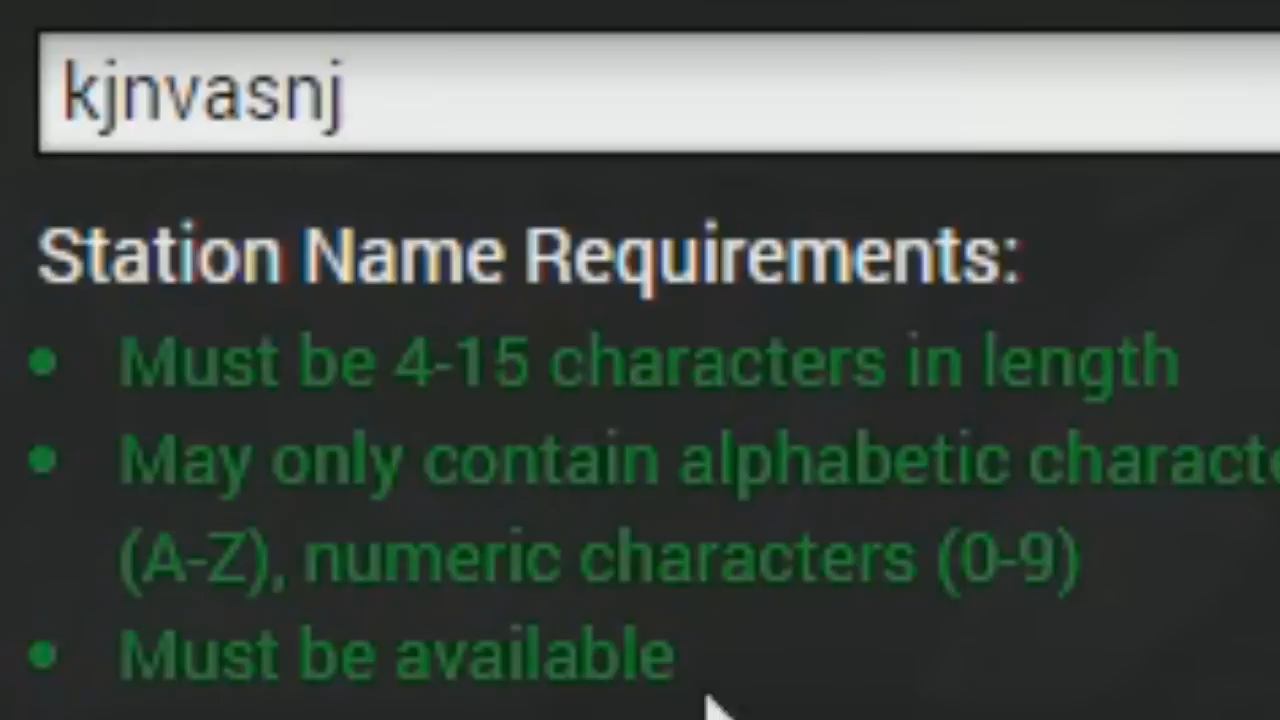 kjnvasnj
Station Name Requirements:
• Must be 4-15 characters in length
• May only contain alphabetic
(A-Z), numeric characters (0-9)
• Must be available